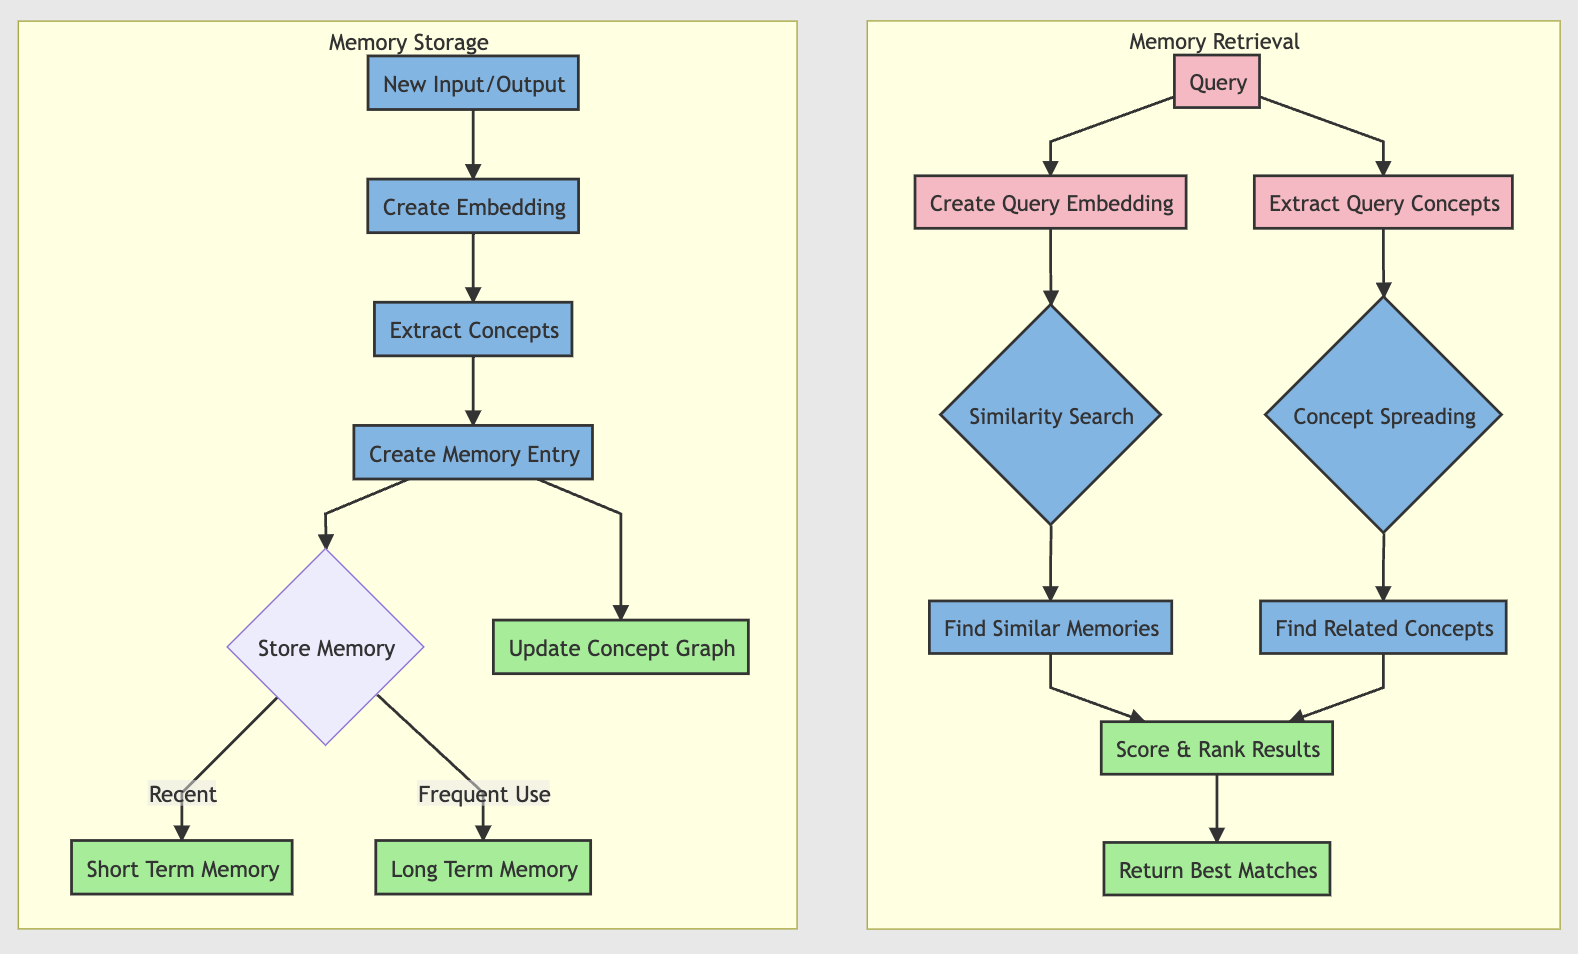 Memory Storage
New Input/Output
Create Embedding
Extract Concepts
Create Memory Entry
Store Memory
Update Concept Graph
Recent
Frequent Use
Short Term Memory
Long Term Memory
Memory Retrieval
Query
Create Query Embedding
Extract Query Concepts
Similarity Search
Concept Spreading
Find Similar Memories
Find Related Concepts
Score & Rank Results
Return Best Matches